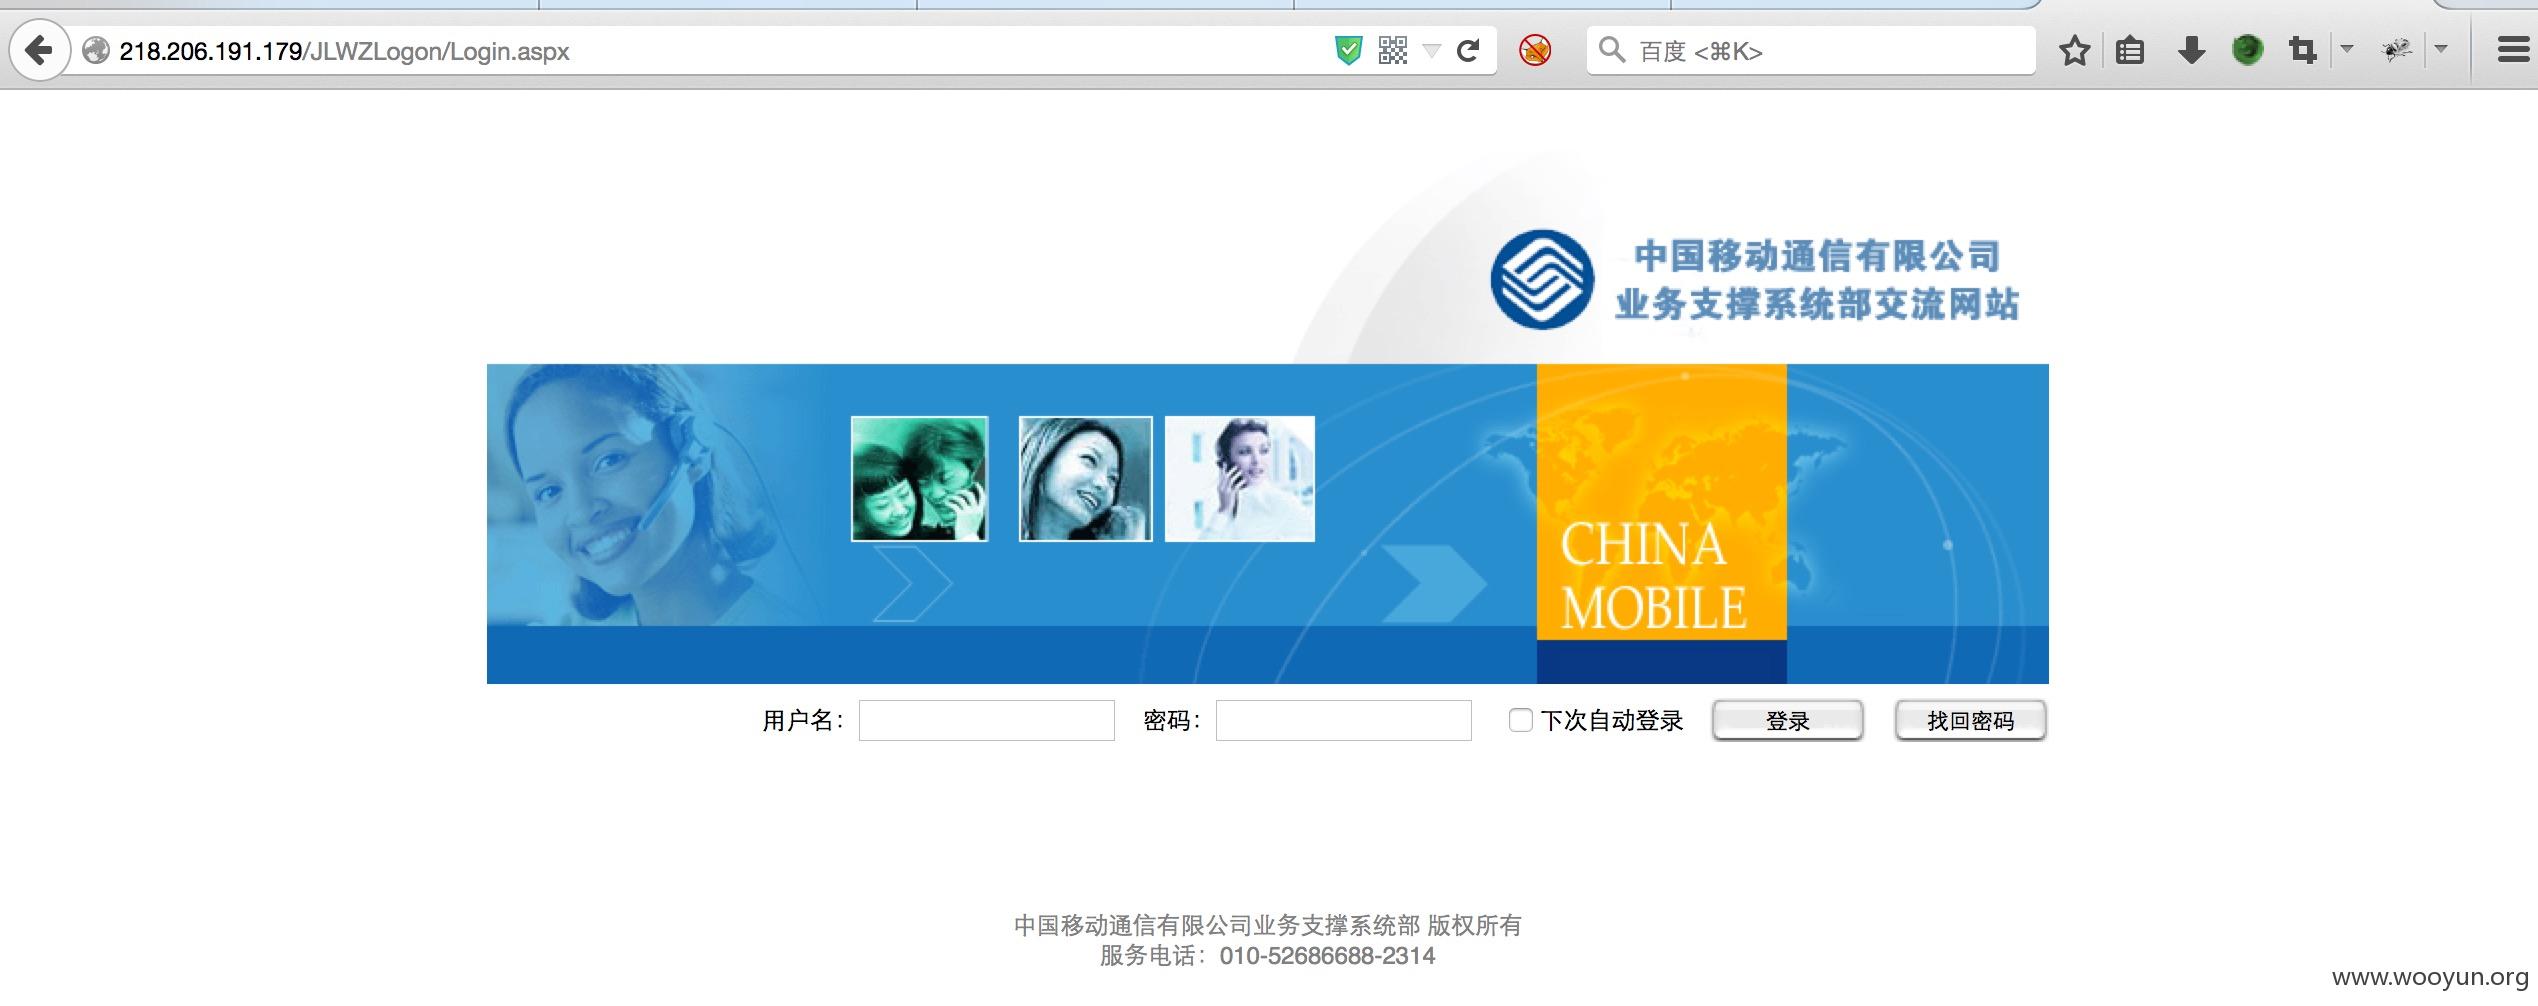 218.206.191.179/JLWZLogon/Login.aspx
百度 <⌘K>
中国移动通信有限公司
业务支撑系统部交流网站
CHINA
MOBILE
用户名： 密码： 下次自动登录 登录 找回密码
中国移动通信有限公司业务支撑系统部 版权所有
服务电话：010-52686688-2314
www.wooyun.org